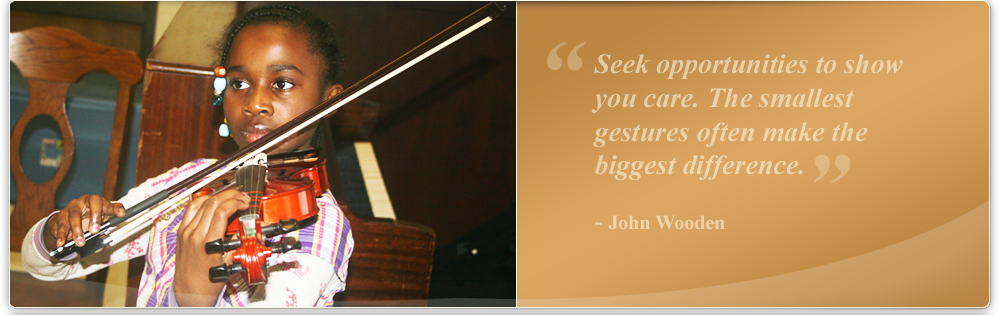 “ Seek opportunities to show
you care. The smallest
gestures often make the
biggest difference. ”
- John Wooden